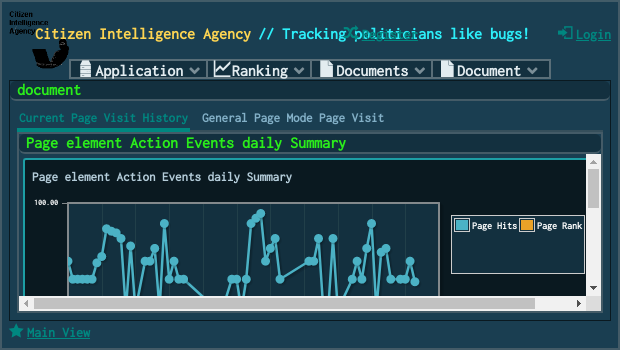 Citizen
Intelligence
Agency
Citizen Intelligence Agency // Tracking politicians like bugs!
Register
Login
Application
Ranking
Documents
Document
document
Current Page Visit History
General Page Mode Page Visit
Page element Action Events daily Summary
Page element Action Events daily Summary
100.00
Page Hits
Page Rank
Main View